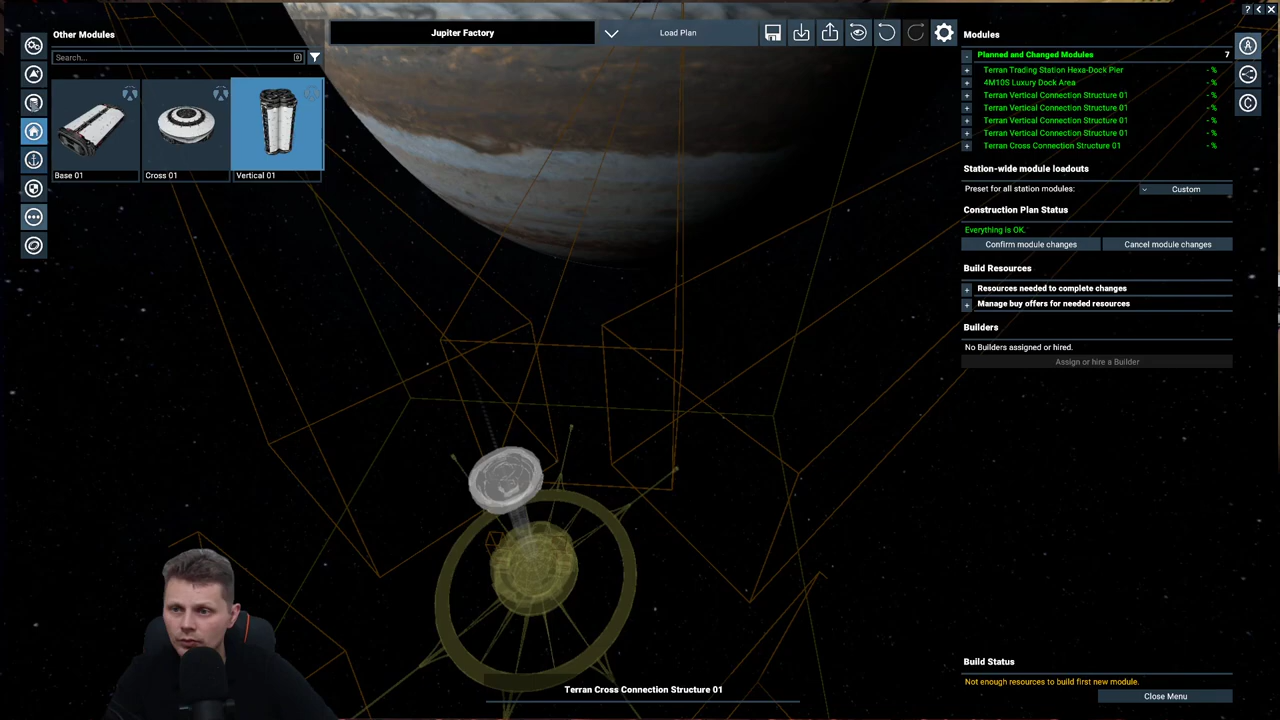 Other Modules
Search...
Base 01
Cross 01
Vertical 01
Jupiter Factory
Load Plan
Modules
Planned and Changed Modules 7
Terran Trading Station Hexa-Dock Pier - %
4M10S Luxury Dock Area - %
Terran Vertical Connection Structure 01 - %
Terran Vertical Connection Structure 01 - %
Terran Vertical Connection Structure 01 - %
Terran Vertical Connection Structure 01 - %
Terran Cross Connection Structure 01 - %
Station-wide module loadouts
Preset for all station modules: Custom
Construction Plan Status
Everything is OK.
Confirm module changes Cancel module changes
Build Resources
Resources needed to complete changes
Manage buy offers for needed resources
Builders
No Builders assigned or hired.
Assign or hire a Builder
Terran Cross Connection Structure 01
Build Status
Not enough resources to build first new module.
Close Menu